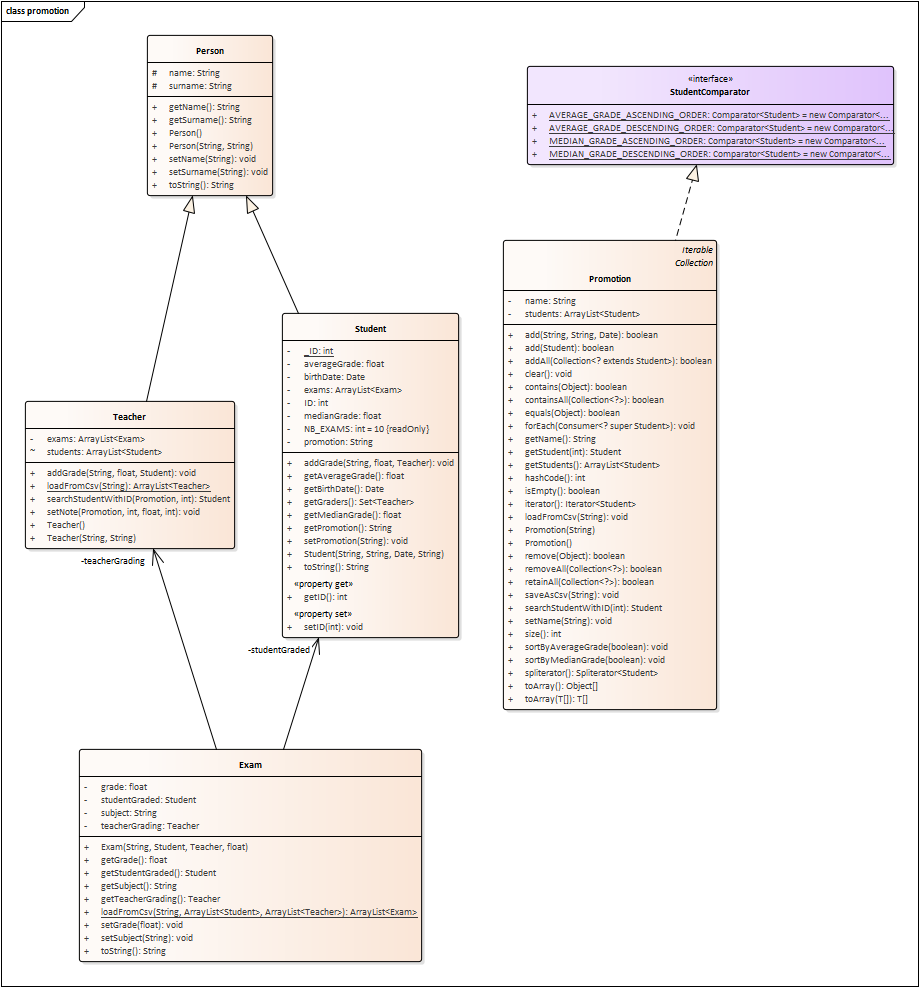 class promotion
Person
# name: String
# surname: String
+ getName(): String
+ getSurname(): String
+ Person()
+ Person(String, String)
+ setName(String): void
+ setSurname(String): void
+ toString(): String
«interface»
StudentComparator
+ AVERAGE_GRADE_ASCENDING_ORDER: Comparator<Student> = new Comparator<...
+ AVERAGE_GRADE_DESCENDING_ORDER: Comparator<Student> = new Comparator<...
+ MEDIAN_GRADE_ASCENDING_ORDER: Comparator<Student> = new Comparator<...
+ MEDIAN_GRADE_DESCENDING_ORDER: Comparator<Student> = new Comparator<...
Iterable
Collection
Promotion
- name: String
- students: ArrayList<Student>
+ add(String, String, Date): boolean
+ add(Student): boolean
+ addAll(Collection<? extends Student>): boolean
+ clear(): void
+ contains(Object): boolean
+ containsAll(Collection<?>): boolean
+ equals(Object): boolean
+ forEach(Consumer<? super Student>): void
+ getName(): String
+ getStudent(int): Student
+ getStudents(): ArrayList<Student>
+ hashCode(): int
+ isEmpty(): boolean
+ iterator(): Iterator<Student>
+ loadFromCsv(String): void
+ Promotion(String)
+ Promotion()
+ remove(Object): boolean
+ removeAll(Collection<?>): boolean
+ retainAll(Collection<?>): boolean
+ saveAsCsv(String): void
+ searchStudentWithID(int): Student
+ setName(String): void
+ size(): int
+ sortByAverageGrade(boolean): void
+ sortByMedianGrade(boolean): void
+ spliterator(): Spliterator<Student>
+ toArray(): Object[]
+ toArray(T[]): T[]
Student
- _ID: int
- averageGrade: float
- birthDate: Date
- exams: ArrayList<Exam>
- ID: int
- medianGrade: float
- NB_EXAMS: int = 10 {readOnly}
- promotion: String
+ addGrade(String, float, Teacher): void
+ getAverageGrade(): float
+ getBirthDate(): Date
+ getGraders(): Set<Teacher>
+ getMedianGrade(): float
+ getPromotion(): String
+ setPromotion(String): void
+ Student(String, String, Date, String)
+ toString(): String
«property get»
+ getID(): int
«property set»
+ setID(int): void
Teacher
- exams: ArrayList<Exam>
~ students: ArrayList<Student>
+ addGrade(String, float, Student): void
+ loadFromCsv(String): ArrayList<Teacher>
+ searchStudentWithID(Promotion, int): Student
+ setNote(Promotion, int, float, int): void
+ Teacher()
+ Teacher(String, String)
-teacherGrading
-studentGraded
Exam
- grade: float
- studentGraded: Student
- subject: String
- teacherGrading: Teacher
+ Exam(String, Student, Teacher, float)
+ getGrade(): float
+ getStudentGraded(): Student
+ getSubject(): String
+ getTeacherGrading(): Teacher
+ loadFromCsv(String, ArrayList<Student>, ArrayList<Teacher>): ArrayList<Exam>
+ setGrade(float): void
+ setSubject(String): void
+ toString(): String